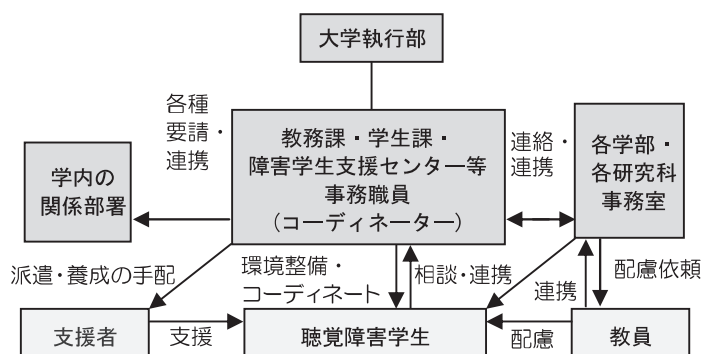 大学執行部
各種
要請・
連携
教務課・学生課・
障害学生支援センター等
事務職員
（コーディネーター）
連絡・
連携
各学部・
各研究科
事務室
学内の
関係部署
派遣・養成の手配
環境整備・
コーディネート
相談・連携
連携
配慮依頼
支援者
支援
聴覚障害学生
配慮
教員